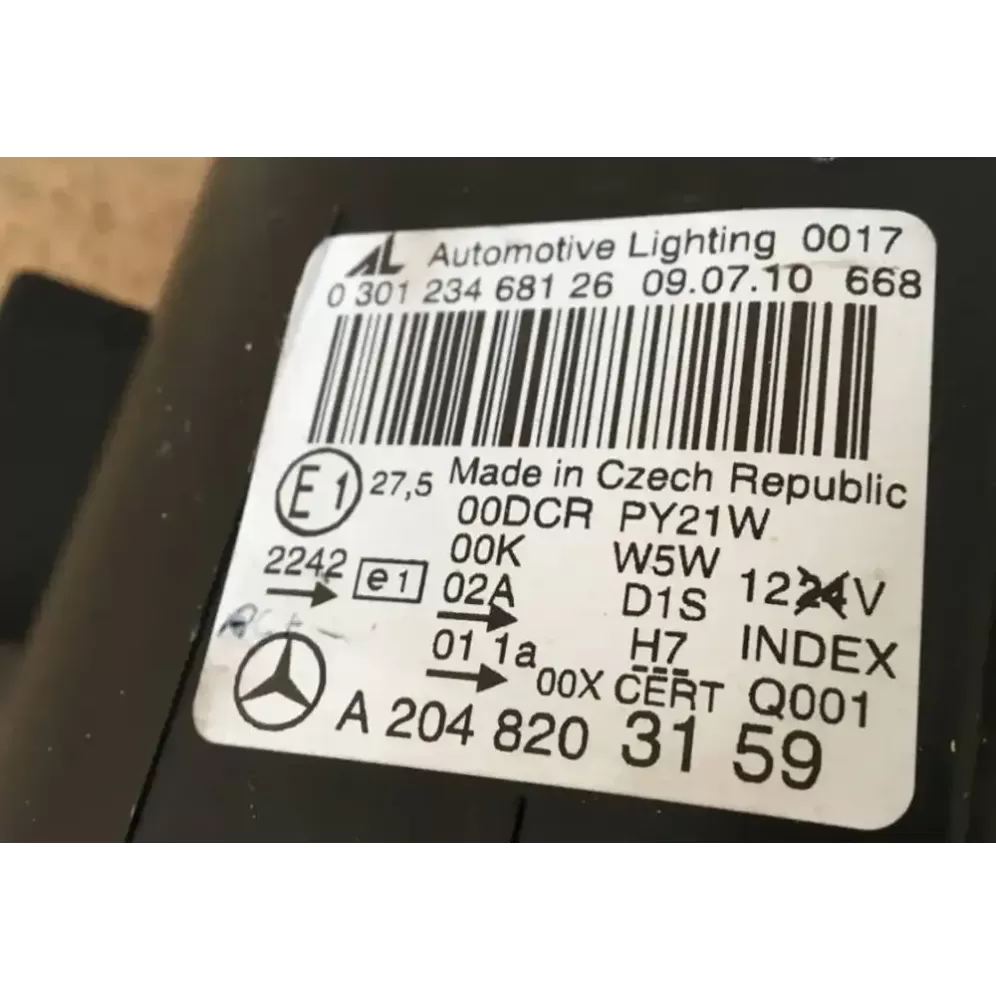 AL Automotive Lighting 0017
0 301 234 681 26 09.07.10 668
E1 27,5 Made in Czech Republic
00DCR PY21W
2242 e1 00K W5W
02A D1S 1224V
01 1a H7 INDEX
00X CERT Q001
A 204 820 31 59